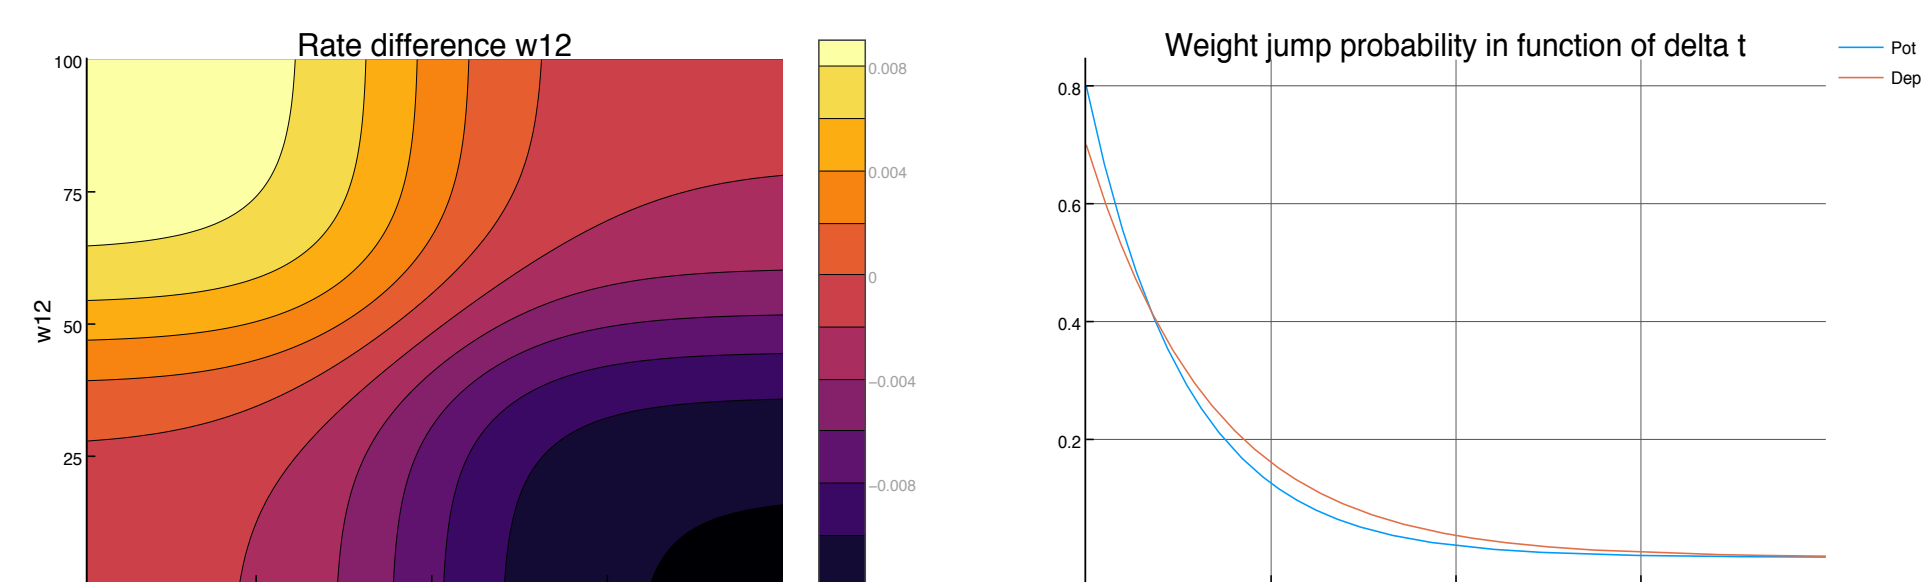 Rate difference w12
100
75
50
25
w12
0.008
0.004
0
−0.004
−0.008
Weight jump probability in function of delta t
0.8
0.6
0.4
0.2
Pot
Dep